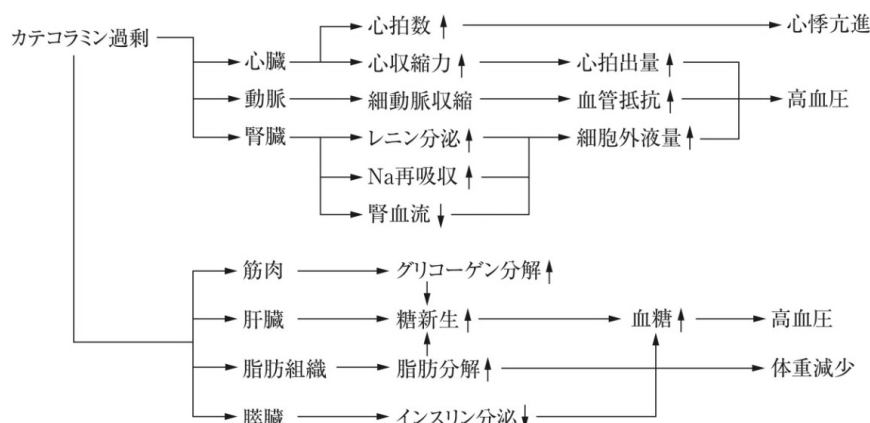 心拍数↑ 心悸亢進
カテコラミン過剰
心臓 心収縮力↑ 心拍出量↑
動脈 細動脈収縮 血管抵抗↑ 高血圧
腎臓 レニン分泌↑ 細胞外液量↑
Na再吸収↑
腎血流↓
筋肉 グリコーゲン分解↑
肝臓 糖新生↑ 血糖↑ 高血圧
脂肪組織 脂肪分解↑ 体重減少
膵臓 インスリン分泌↓